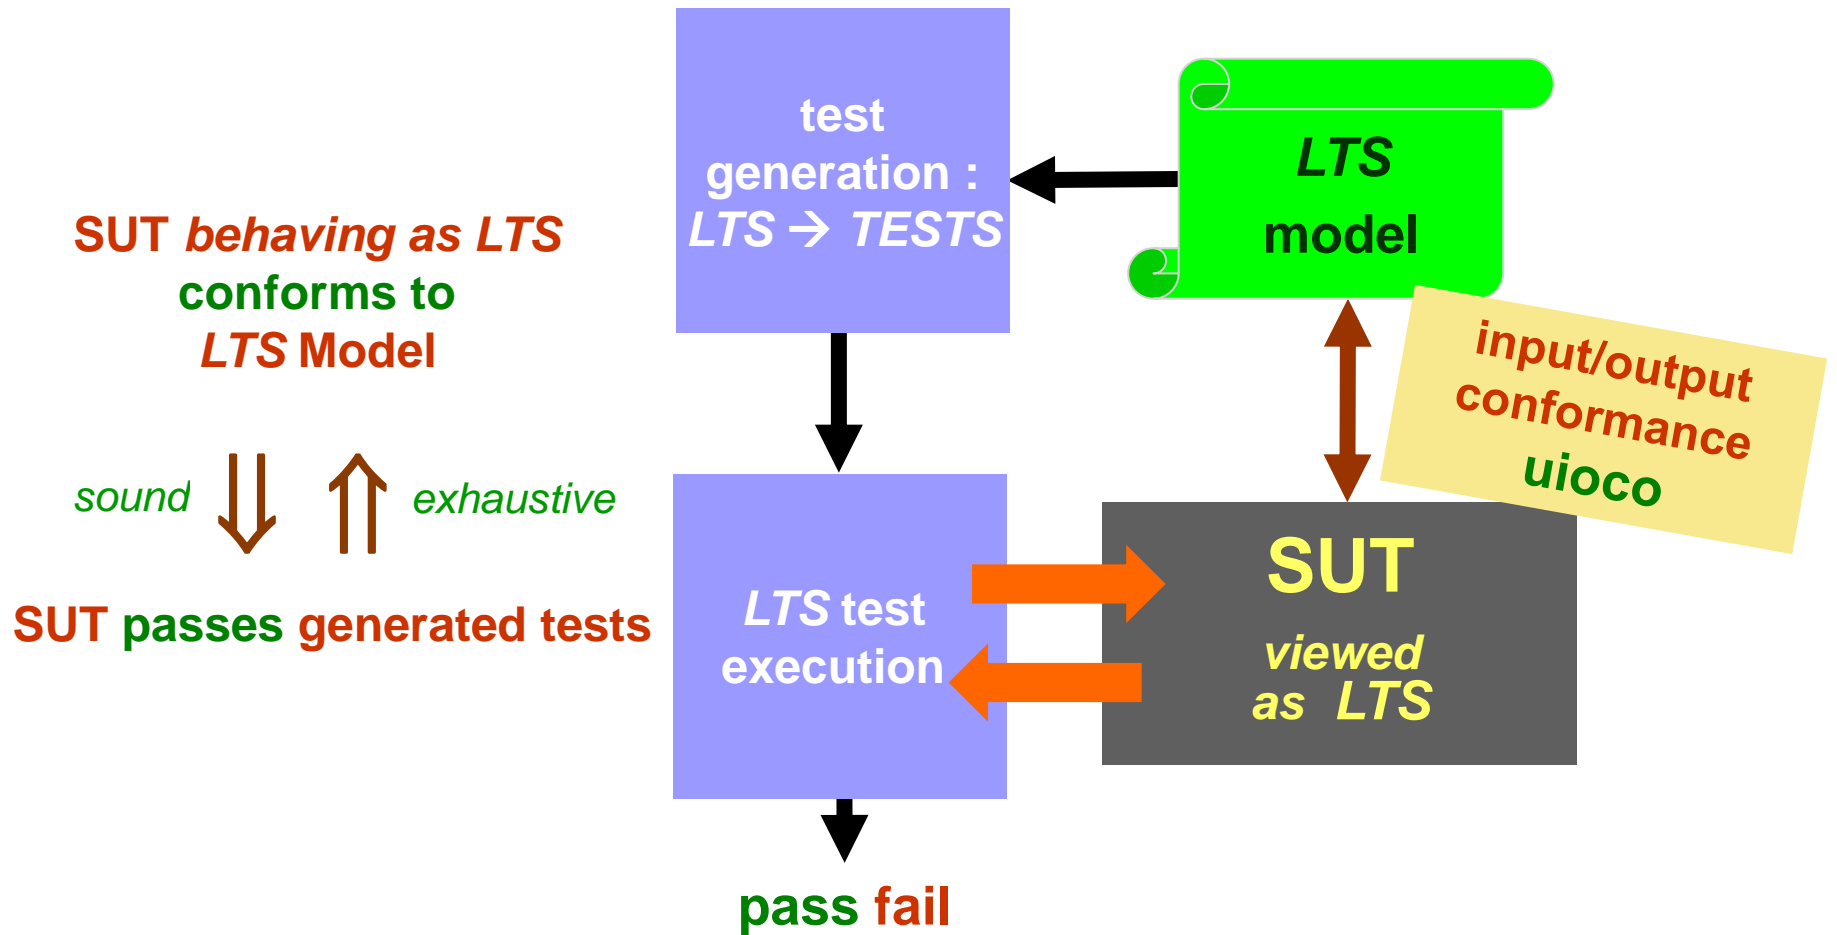 test
generation :
LTS → TESTS
LTS
model
SUT behaving as LTS
conforms to
LTS Model
input/output
conformance
uioco
sound
exhaustive
SUT passes generated tests
LTS test
execution
SUT
viewed
as LTS
pass fail